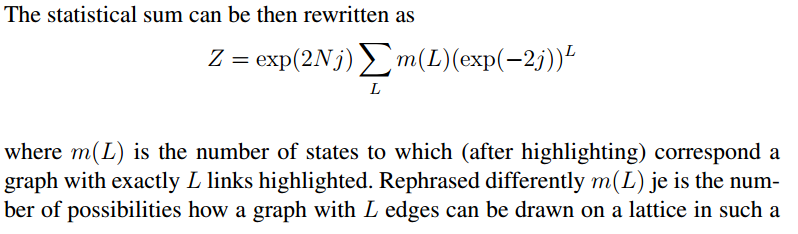 The statistical sum can be then rewritten as
Z = exp(2Nj) ∑ m(L)(exp(−2j))^L
L
where m(L) is the number of states to which (after highlighting) correspond a
graph with exactly L links highlighted. Rephrased differently m(L) je is the num-
ber of possibilities how a graph with L edges can be drawn on a lattice in such a